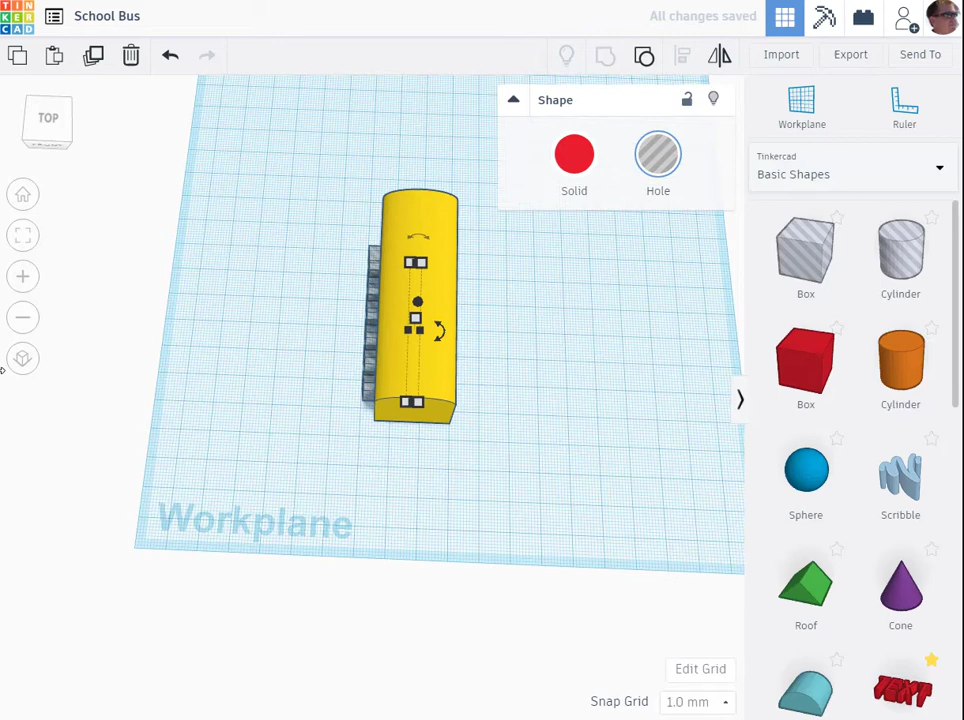 TIN
KER
CAD
School Bus
All changes saved
Import
Export
Send To
TOP
Shape
Solid
Hole
Workplane
Ruler
Tinkercad
Basic Shapes
Box
Cylinder
Box
Cylinder
Sphere
Scribble
Roof
Cone
TEXT
Workplane
Edit Grid
Snap Grid
1.0 mm